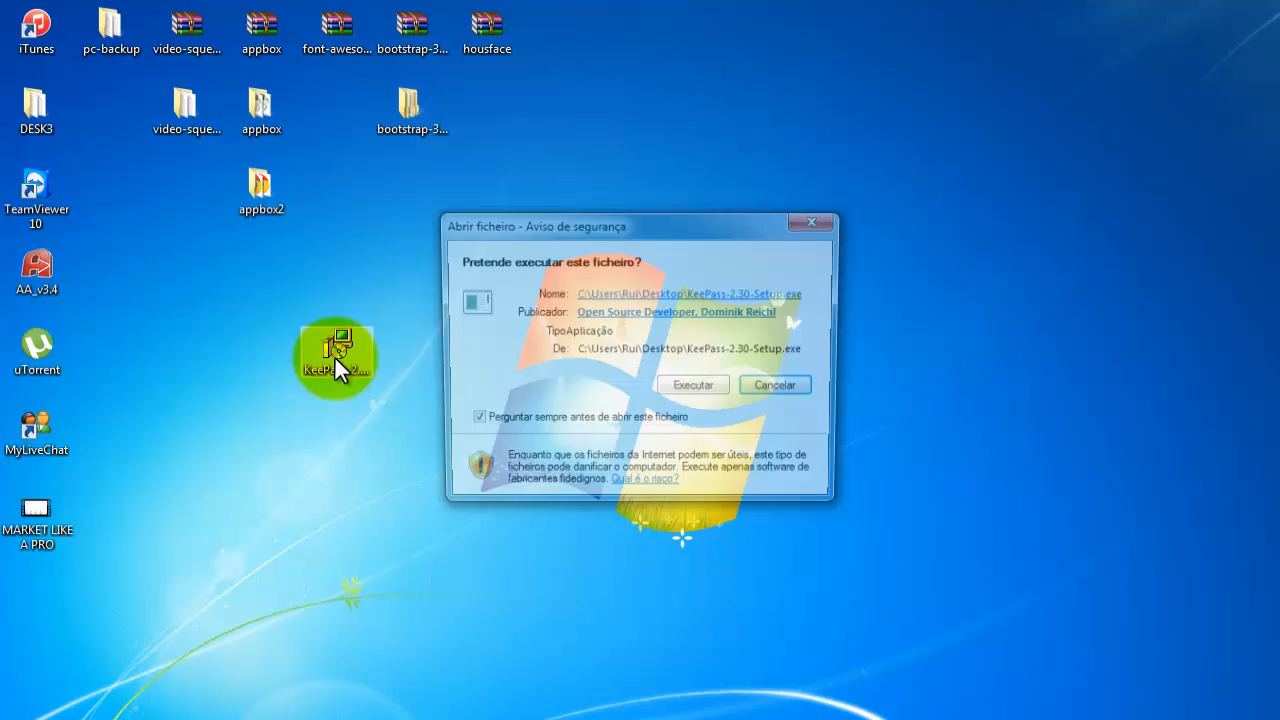 iTunes
pc-backup
video-sque...
appbox
font-aweso...
bootstrap-3...
housface
DESK3
video-sque...
appbox
bootstrap-3...
TeamViewer
10
appbox2
AA_v3.4
uTorrent
KeePass-2....
MyLiveChat
MARKET LIKE
A PRO
Abrir ficheiro - Aviso de segurança
Pretende executar este ficheiro?
Nome: C:\Users\Rui\Desktop\KeePass-2.30-Setup.exe
Publicador: Open Source Developer, Dominik Reichl
TipoAplicação
De: C:\Users\Rui\Desktop\KeePass-2.30-Setup.exe
Executar
Cancelar
Perguntar sempre antes de abrir este ficheiro
Enquanto que os ficheiros da Internet podem ser úteis, este tipo de
ficheiros pode danificar o computador. Execute apenas software de
fabricantes fidedignos. Qual é o risco?